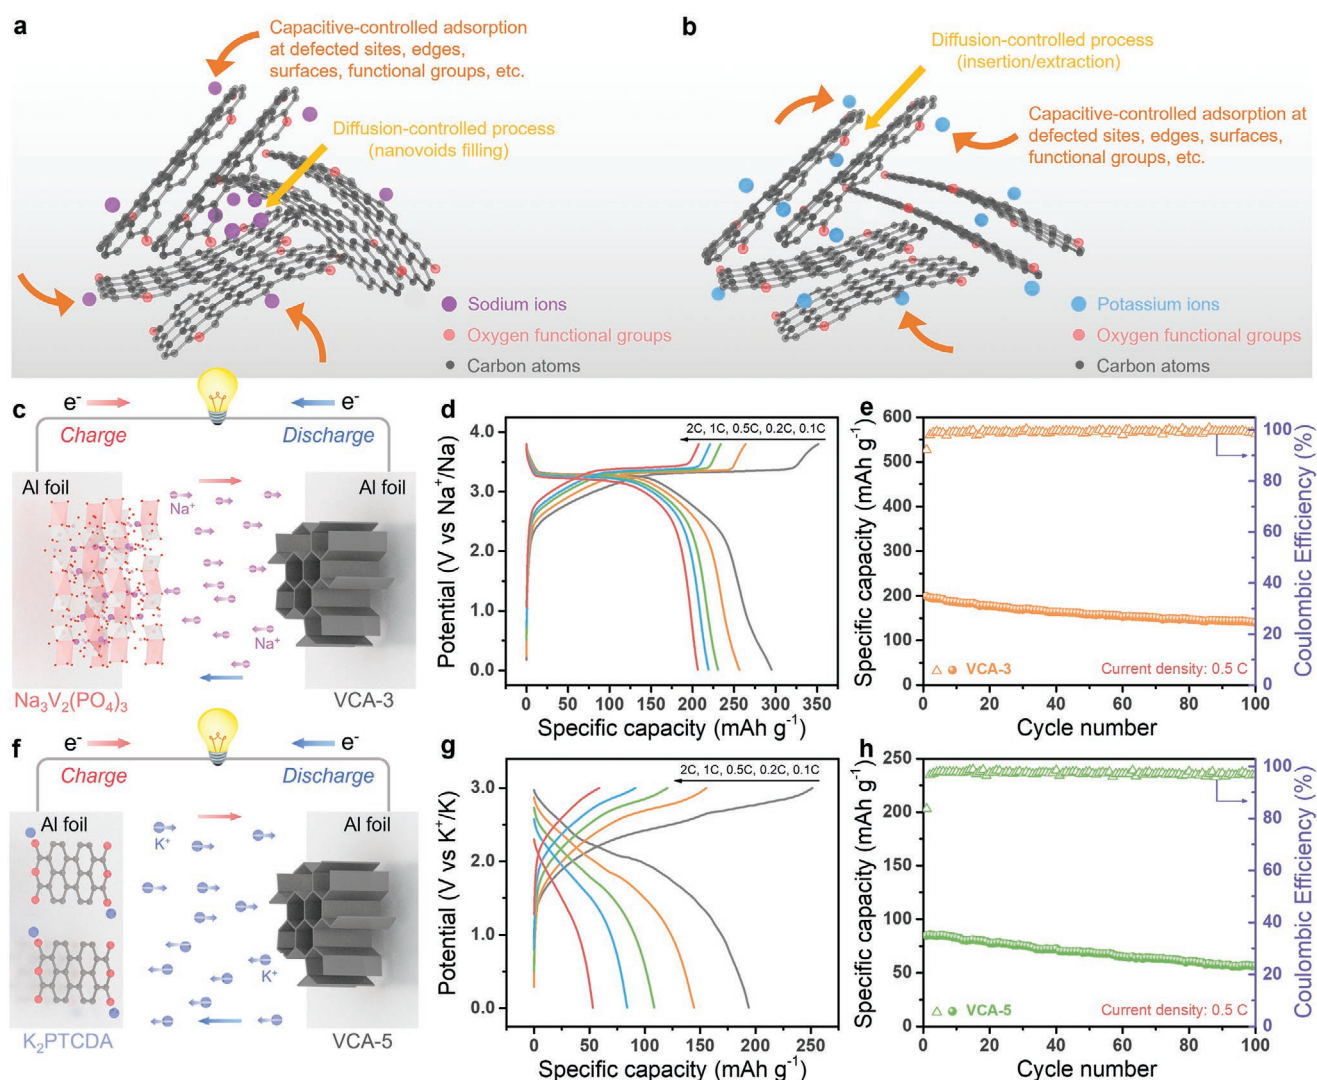 a
Capacitive-controlled adsorption
at defected sites, edges,
surfaces, functional groups, etc.
Diffusion-controlled process
(nanovoids filling)
Sodium ions
Oxygen functional groups
Carbon atoms
b
Diffusion-controlled process
(insertion/extraction)
Capacitive-controlled adsorption at
defected sites, edges, surfaces,
functional groups, etc.
Potassium ions
Oxygen functional groups
Carbon atoms
c
e⁻
e⁻
Charge
Discharge
Al foil
Al foil
Na⁺
Na⁺
Na₃V₂(PO₄)₃
VCA-3
d
2C, 1C, 0.5C, 0.2C, 0.1C
Potential (V vs Na⁺/Na)
4.0
3.0
2.0
1.0
0.0
0 50 100 150 200 250 300 350
Specific capacity (mAh g⁻¹)
e
Specific capacity (mAh g⁻¹)
600
550
500
450
400
350
300
250
200
150
100
50
0
100
80
60
40
20
0
Coulombic Efficiency (%)
VCA-3
Current density: 0.5 C
0 20 40 60 80 100
Cycle number
f
e⁻
e⁻
Charge
Discharge
Al foil
Al foil
K⁺
K⁺
K₂PTCDA
VCA-5
g
2C, 1C, 0.5C, 0.2C, 0.1C
Potential (V vs K⁺/K)
3.0
2.0
1.0
0.0
0 50 100 150 200 250
Specific capacity (mAh g⁻¹)
h
Specific capacity (mAh g⁻¹)
250
200
150
100
50
0
100
80
60
40
20
0
Coulombic Efficiency (%)
VCA-5
Current density: 0.5 C
0 20 40 60 80 100
Cycle number